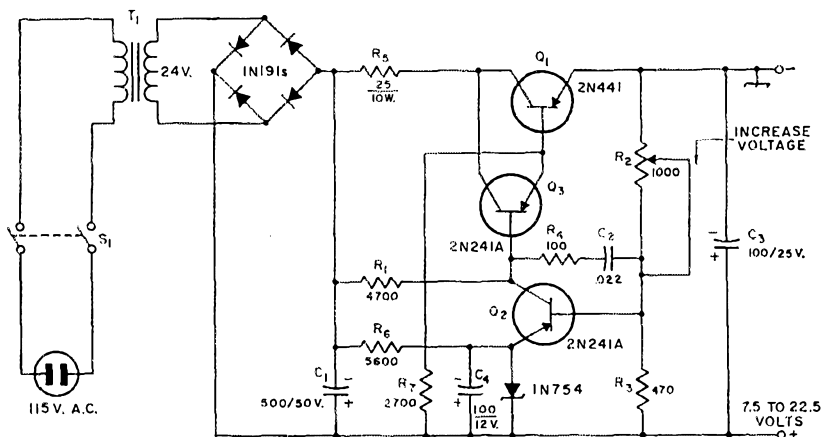 T1
24V.
1N191s
R5
25
10W.
Q1
2N441
INCREASE
VOLTAGE
R2
1000
Q3
2N241A
R4
100
C2
.022
C3
100/25V.
S1
R1
4700
Q2
2N241A
R6
5600
C1
500/50V.
R7
2700
C4
100
12V.
1N754
R3
470
7.5 TO 22.5
VOLTS
115V. A.C.